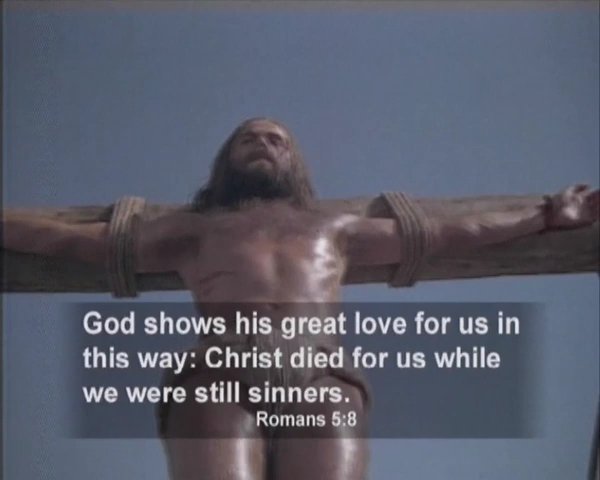 God shows his great love for us in
this way: Christ died for us while
we were still sinners.
Romans 5:8